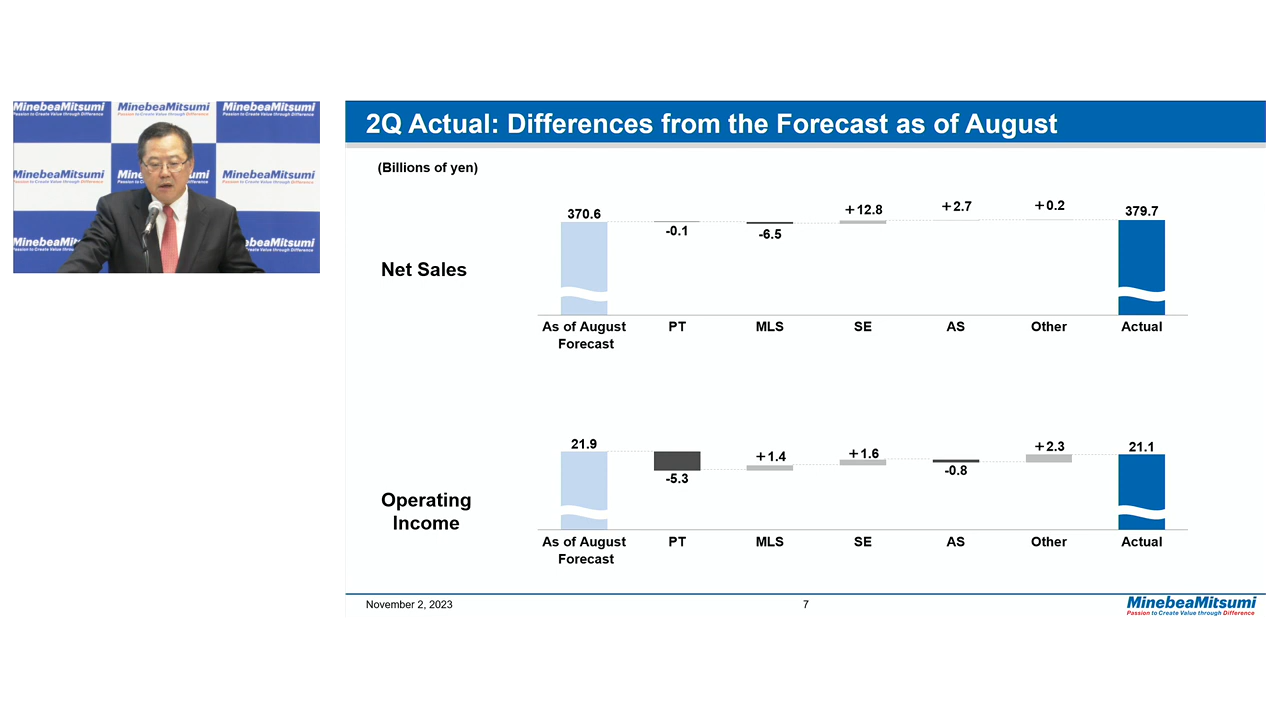 MinebeaMitsumi
Passion to Create Value through Difference
MinebeaMitsumi
Passion to Create Value through Difference
MinebeaMitsumi
Passion to Create Value through Difference
MinebeaMitsumi
Passion to Create Value through Difference
MinebeaMitsumi
Passion to Create Value through Difference
2Q Actual: Differences from the Forecast as of August
(Billions of yen)
Net Sales
370.6
-0.1
-6.5
+12.8
+2.7
+0.2
379.7
As of August
Forecast
PT
MLS
SE
AS
Other
Actual
Operating
Income
21.9
-5.3
+1.4
+1.6
-0.8
+2.3
21.1
As of August
Forecast
PT
MLS
SE
AS
Other
Actual
November 2, 2023
7
MinebeaMitsumi
Passion to Create Value through Difference